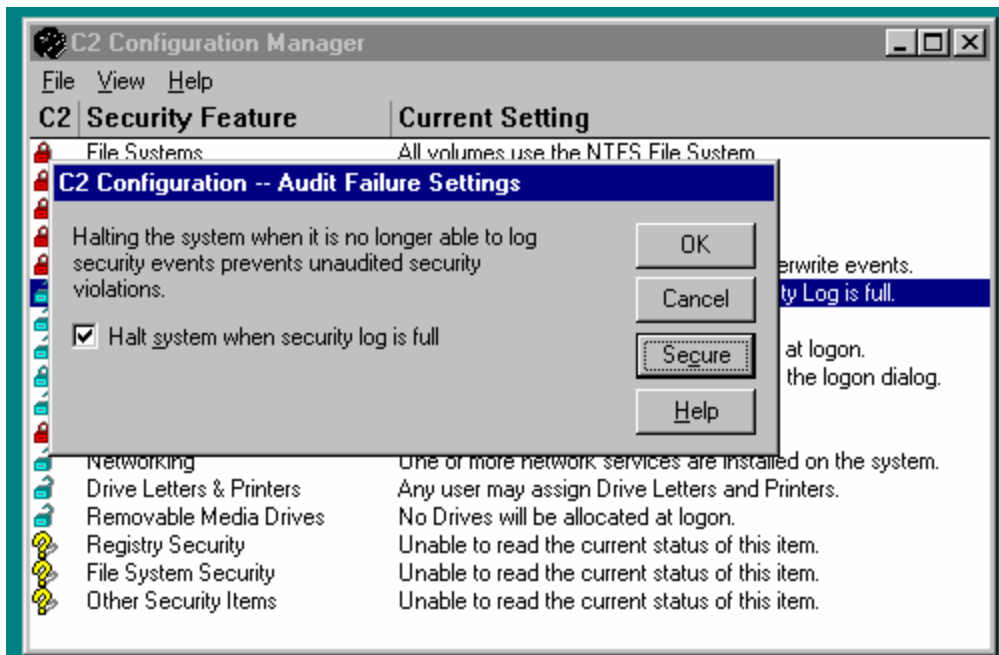 C2 Configuration Manager
File View Help
C2 Security Feature Current Setting
File Systems All volumes use the NTFS File System
C2 Configuration -- Audit Failure Settings
Halting the system when it is no longer able to log
security events prevents unaudited security
violations.
Halt system when security log is full
OK
Cancel
Secure
Help
erwrite events.
ty Log is full.
at logon.
the logon dialog.
Networking One or more network services are installed on the system.
Drive Letters & Printers Any user may assign Drive Letters and Printers.
Removable Media Drives No Drives will be allocated at logon.
Registry Security Unable to read the current status of this item.
File System Security Unable to read the current status of this item.
Other Security Items Unable to read the current status of this item.